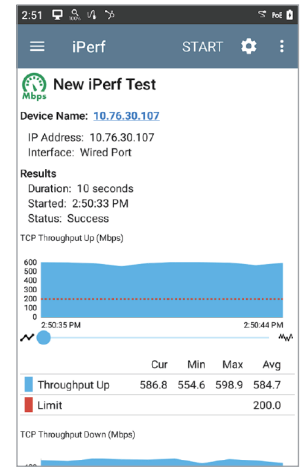 2:51 PoE
iPerf START
Mbps New iPerf Test
Device Name: 10.76.30.107
IP Address: 10.76.30.107
Interface: Wired Port
Results
Duration: 10 seconds
Started: 2:50:33 PM
Status: Success
TCP Throughput Up (Mbps)
600
500
400
300
200
100
0
2:50:35 PM 2:50:44 PM
Cur Min Max Avg
Throughput Up 586.8 554.6 598.9 584.7
Limit 200.0
TCP Throughput Down (Mbps)